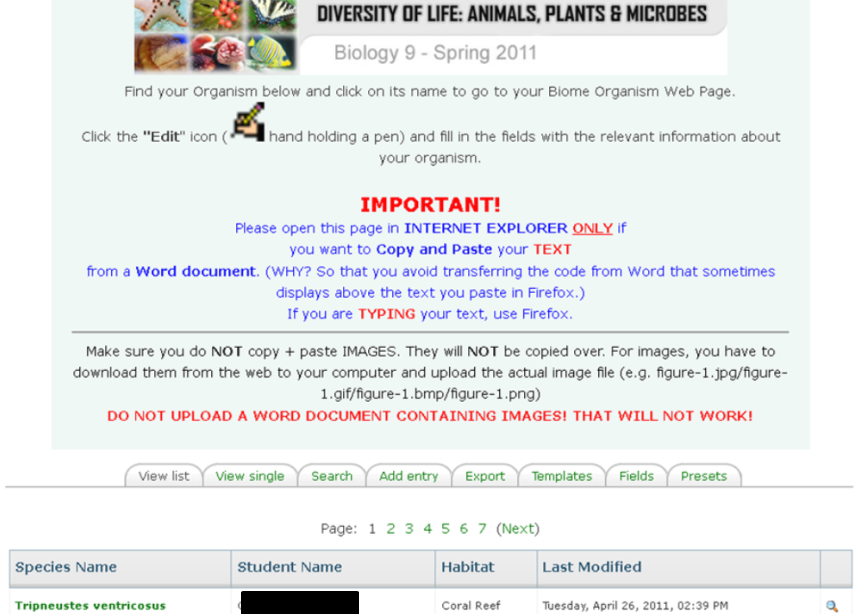 DIVERSITY OF LIFE: ANIMALS, PLANTS & MICROBES
Biology 9 - Spring 2011
Find your Organism below and click on its name to go to your Biome Organism Web Page.
Click the "Edit" icon ( hand holding a pen) and fill in the fields with the relevant information about
your organism.
IMPORTANT!
Please open this page in INTERNET EXPLORER ONLY if
you want to Copy and Paste your TEXT
from a Word document. (WHY? So that you avoid transferring the code from Word that sometimes
displays above the text you paste in Firefox.)
If you are TYPING your text, use Firefox.
Make sure you do NOT copy + paste IMAGES. They will NOT be copied over. For images, you have to
download them from the web to your computer and upload the actual image file (e.g. figure-1.jpg/figure-
1.gif/figure-1.bmp/figure-1.png)
DO NOT UPLOAD A WORD DOCUMENT CONTAINING IMAGES! THAT WILL NOT WORK!
View list View single Search Add entry Export Templates Fields Presets
Page: 1 2 3 4 5 6 7 (Next)
Species Name Student Name Habitat Last Modified
Tripneustes ventricosus Coral Reef Tuesday, April 26, 2011, 02:39 PM